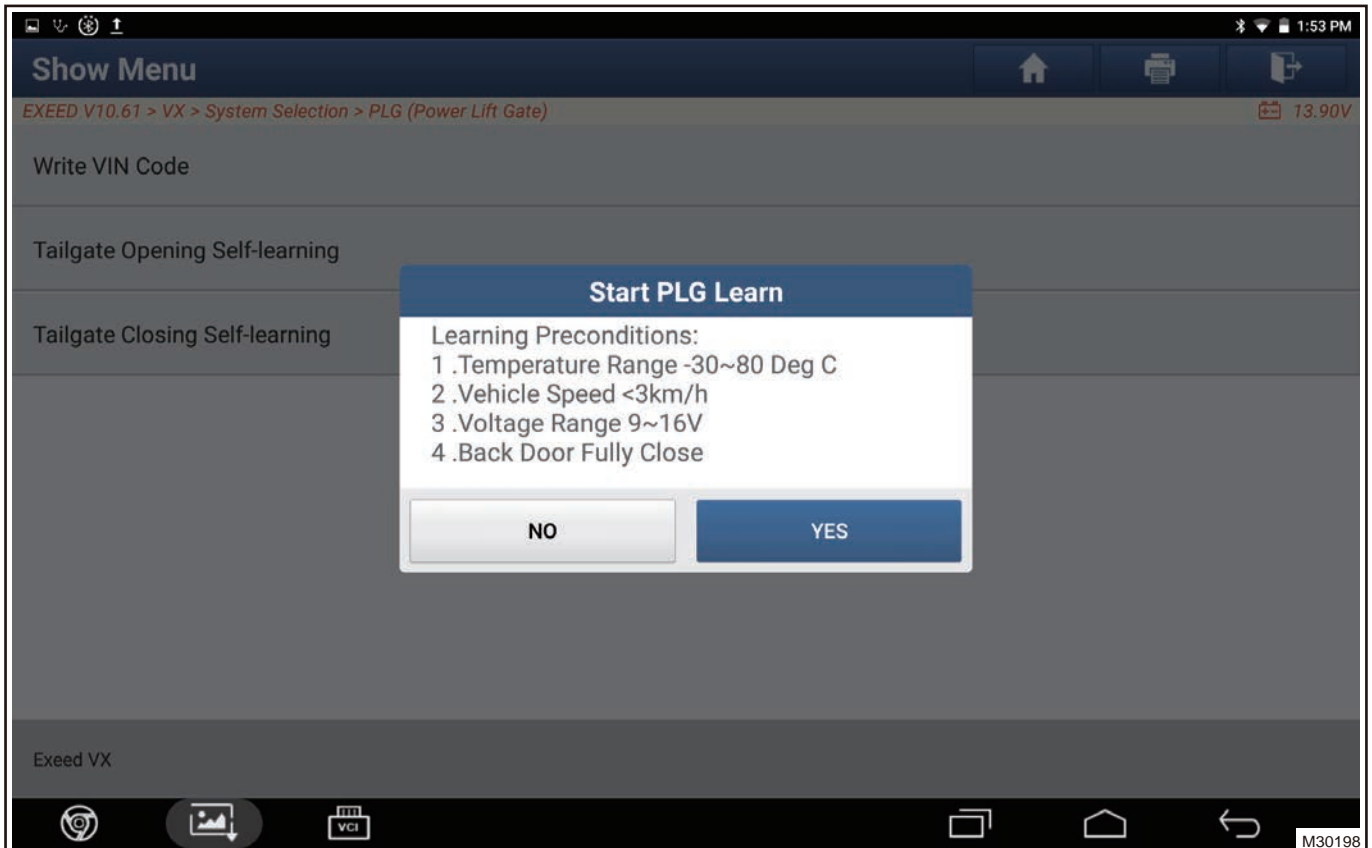 1:53 PM
Show Menu
EXEED V10.61 > VX > System Selection > PLG (Power Lift Gate) 13.90V
Write VIN Code
Tailgate Opening Self-learning
Tailgate Closing Self-learning
Start PLG Learn
Learning Preconditions:
1 .Temperature Range -30~80 Deg C
2 .Vehicle Speed <3km/h
3 .Voltage Range 9~16V
4 .Back Door Fully Close
NO YES
Exeed VX
VCI
M30198